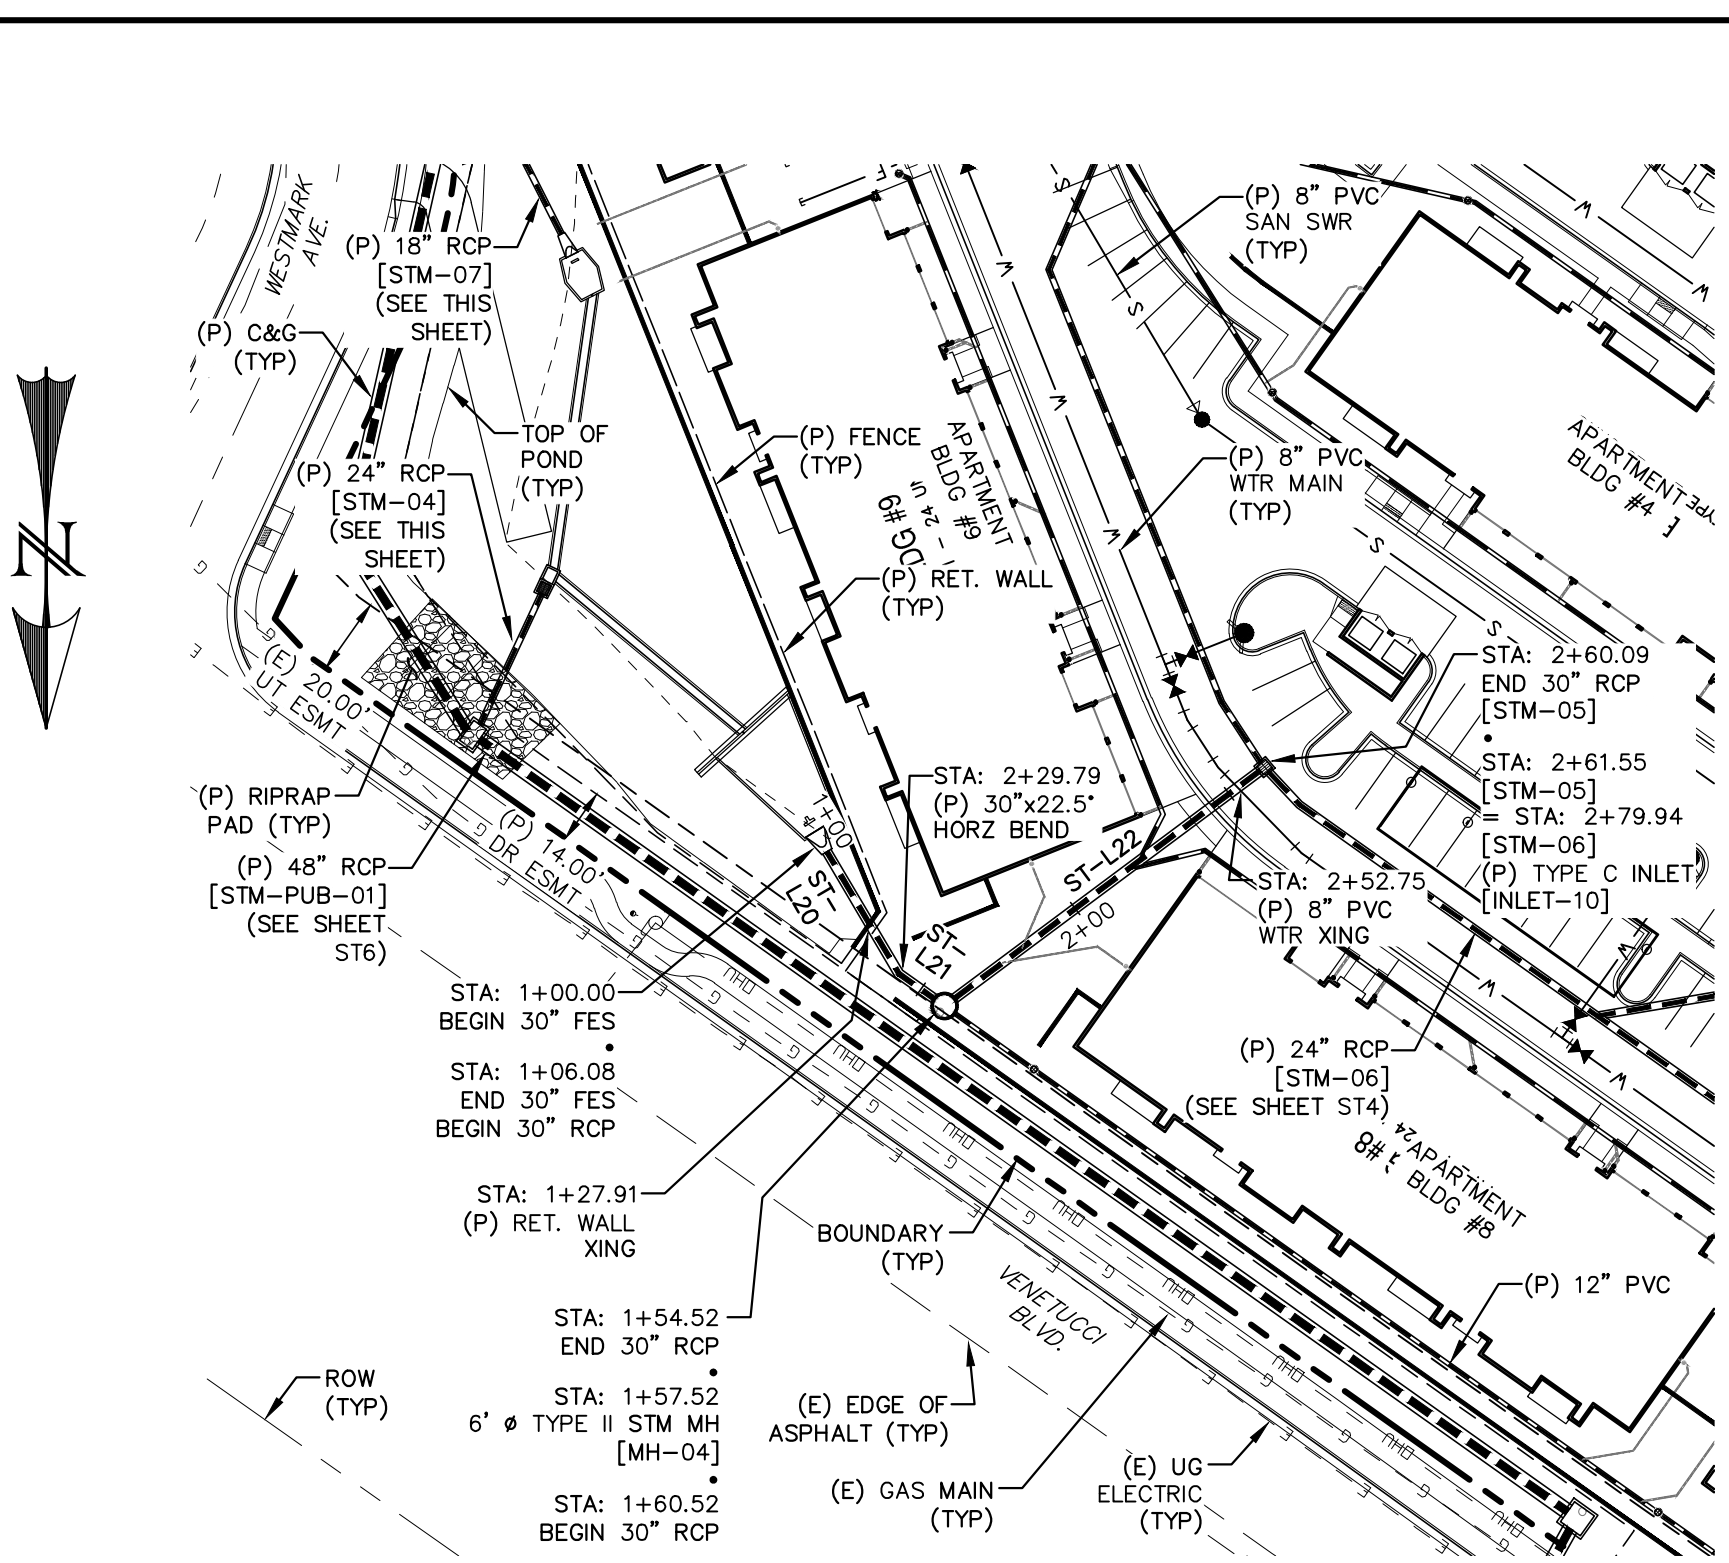 WESTMARK
AVE.
(P) 18" RCP
[STM-07]
(SEE THIS
SHEET)
(P) C&G
(TYP)
TOP OF
POND
(TYP)
(P) 24" RCP
[STM-04]
(SEE THIS
SHEET)
N
(P) 8" PVC
SAN SWR
(TYP)
(P) FENCE
(TYP)
APARTMENT
BLDG #9
(P) 8" PVC
WTR MAIN
(TYP)
APARTMENT
BLDG #4
(P) RET. WALL
(TYP)
(E) 20.00'
UT ESMT
STA: 2+60.09
END 30" RCP
[STM-05]
•
STA: 2+61.55
[STM-05]
= STA: 2+79.94
[STM-06]
(P) TYPE C INLET
[INLET-10]
(P) RIPRAP
PAD (TYP)
(P) 14.00'
DR ESMT
1+00
STA: 2+29.79
(P) 30"x22.5°
HORZ BEND
(P) 48" RCP
[STM-PUB-01]
(SEE SHEET
ST6)
ST-
L20
ST-
L21
ST-L22
2+00
STA: 2+52.75
(P) 8" PVC
WTR XING
STA: 1+00.00
BEGIN 30" FES
•
STA: 1+06.08
END 30" FES
BEGIN 30" RCP
(P) 24" RCP
[STM-06]
(SEE SHEET ST4)
APARTMENT
BLDG #8
STA: 1+27.91
(P) RET. WALL
XING
BOUNDARY
(TYP)
VENETUCCI
BLVD.
(P) 12" PVC
STA: 1+54.52
END 30" RCP
•
STA: 1+57.52
6' ø TYPE II STM MH
[MH-04]
•
STA: 1+60.52
BEGIN 30" RCP
ROW
(TYP)
(E) EDGE OF
ASPHALT (TYP)
(E) GAS MAIN
(TYP)
(E) UG
ELECTRIC
(TYP)